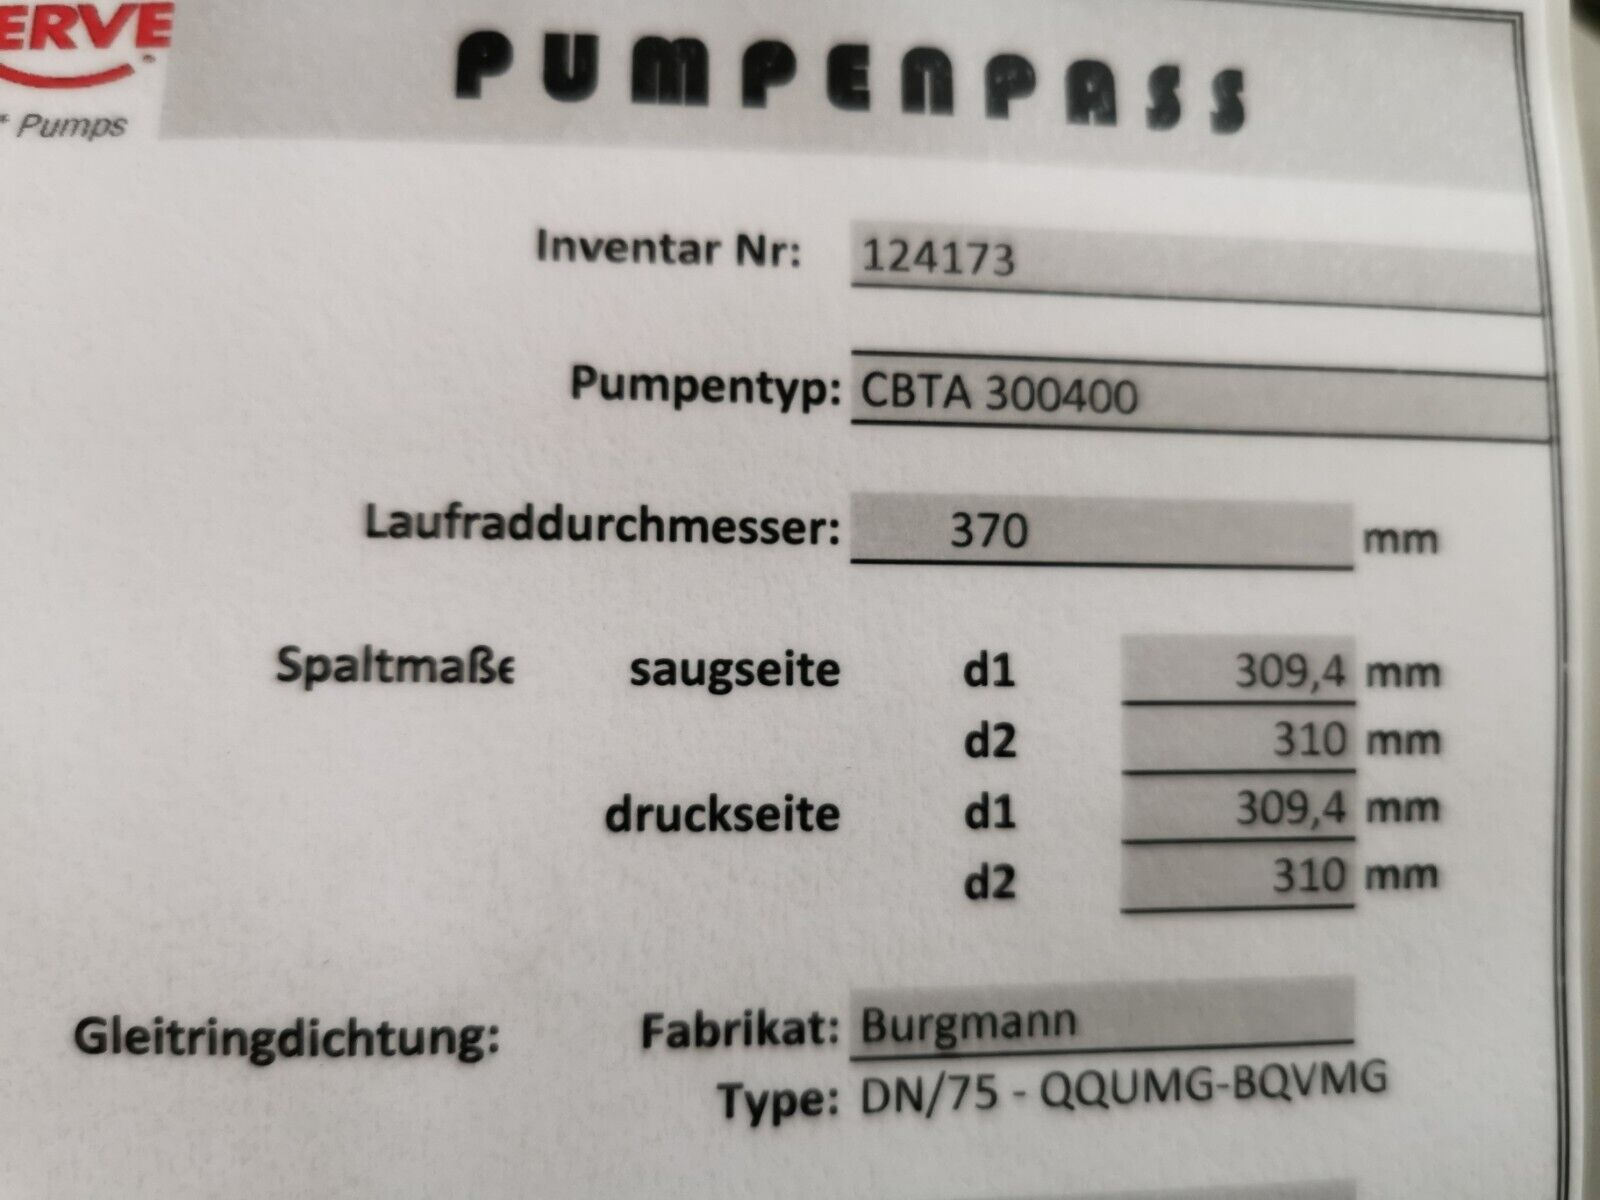 ERVE®
* Pumps
PUMPENPASS
Inventar Nr: 124173
Pumpentyp: CBTA 300400
Laufraddurchmesser: 370 mm
Spaltmaße saugseite d1 309,4 mm
d2 310 mm
druckseite d1 309,4 mm
d2 310 mm
Gleitringdichtung: Fabrikat: Burgmann
Type: DN/75 - QQUMG-BQVMG